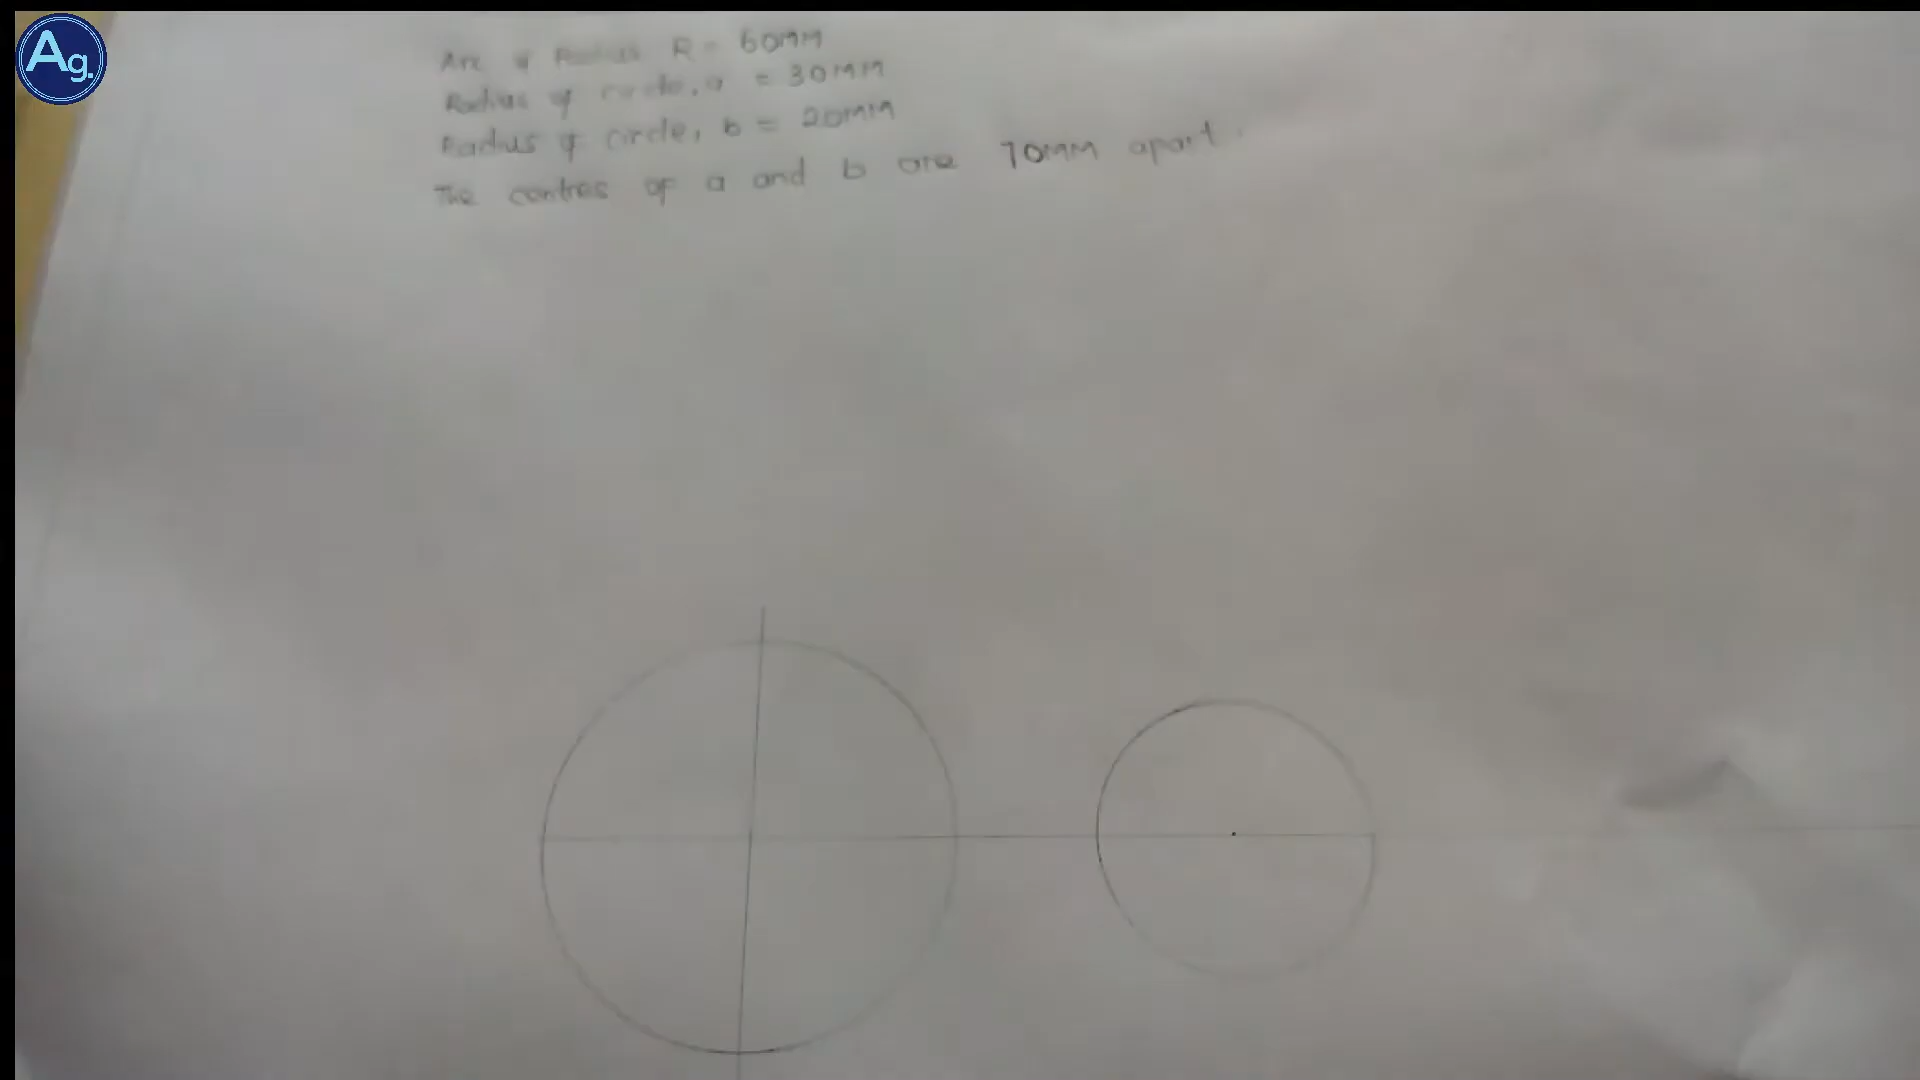 Ag.
Arc of Radius R = 60MM
Radius of circle, a = 30MM
Radius of circle, b = 20MM
The centres of a and b are 70MM apart.